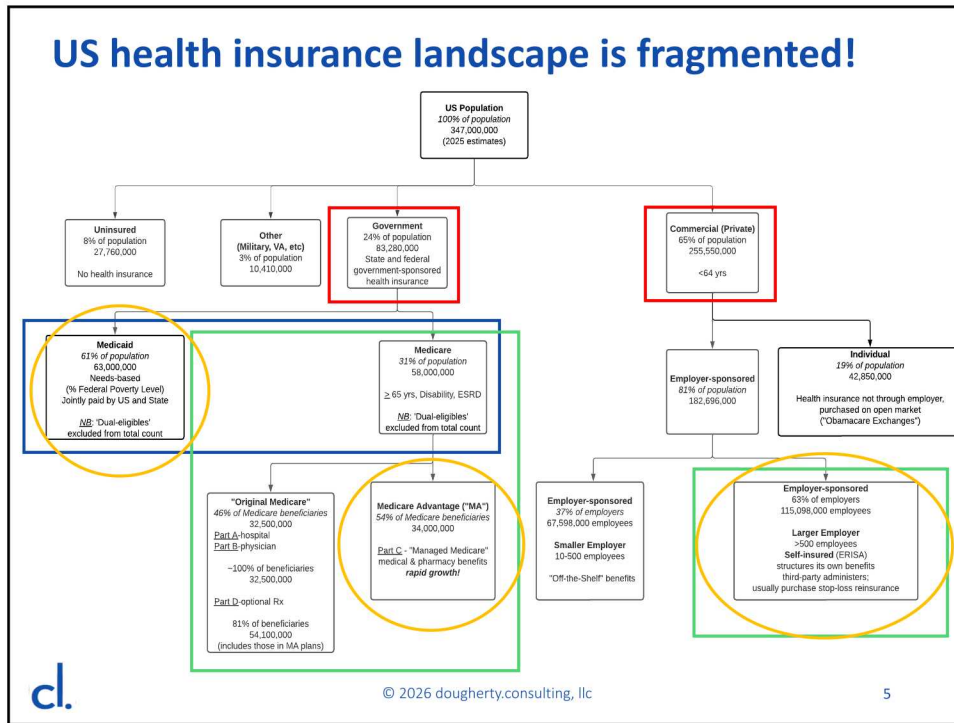 US health insurance landscape is fragmented!
US Population
100% of population
347,000,000
(2025 estimates)
Uninsured
8% of population
27,760,000
No health insurance
Other
(Military, VA, etc)
3% of population
10,410,000
Government
24% of population
83,280,000
State and federal
government-sponsored
health insurance
Commercial (Private)
65% of population
255,550,000
<64 yrs
Medicaid
61% of population
63,000,000
Needs-based
(% Federal Poverty Level)
Jointly paid by US and State
NB: 'Dual-eligibles'
excluded from total count
Medicare
31% of population
58,000,000
≥ 65 yrs, Disability, ESRD
NB: 'Dual-eligibles'
excluded from total count
Employer-sponsored
81% of population
182,696,000
Individual
19% of population
42,850,000
Health insurance not through employer,
purchased on open market
("Obamacare Exchanges")
"Original Medicare"
46% of Medicare beneficiaries
32,500,000
Part A-hospital
Part B-physician
~100% of beneficiaries
32,500,000
Part D-optional Rx
81% of beneficiaries
54,100,000
(includes those in MA plans)
Medicare Advantage ("MA")
54% of Medicare beneficiaries
34,000,000
Part C - "Managed Medicare"
medical & pharmacy benefits
rapid growth!
Employer-sponsored
37% of employers
67,598,000 employees
Smaller Employer
10-500 employees
"Off-the-Shelf" benefits
Employer-sponsored
63% of employers
115,098,000 employees
Larger Employer
>500 employees
Self-insured (ERISA)
structures its own benefits
third-party administers;
usually purchase stop-loss reinsurance
cl.
© 2026 dougherty.consulting, llc
5